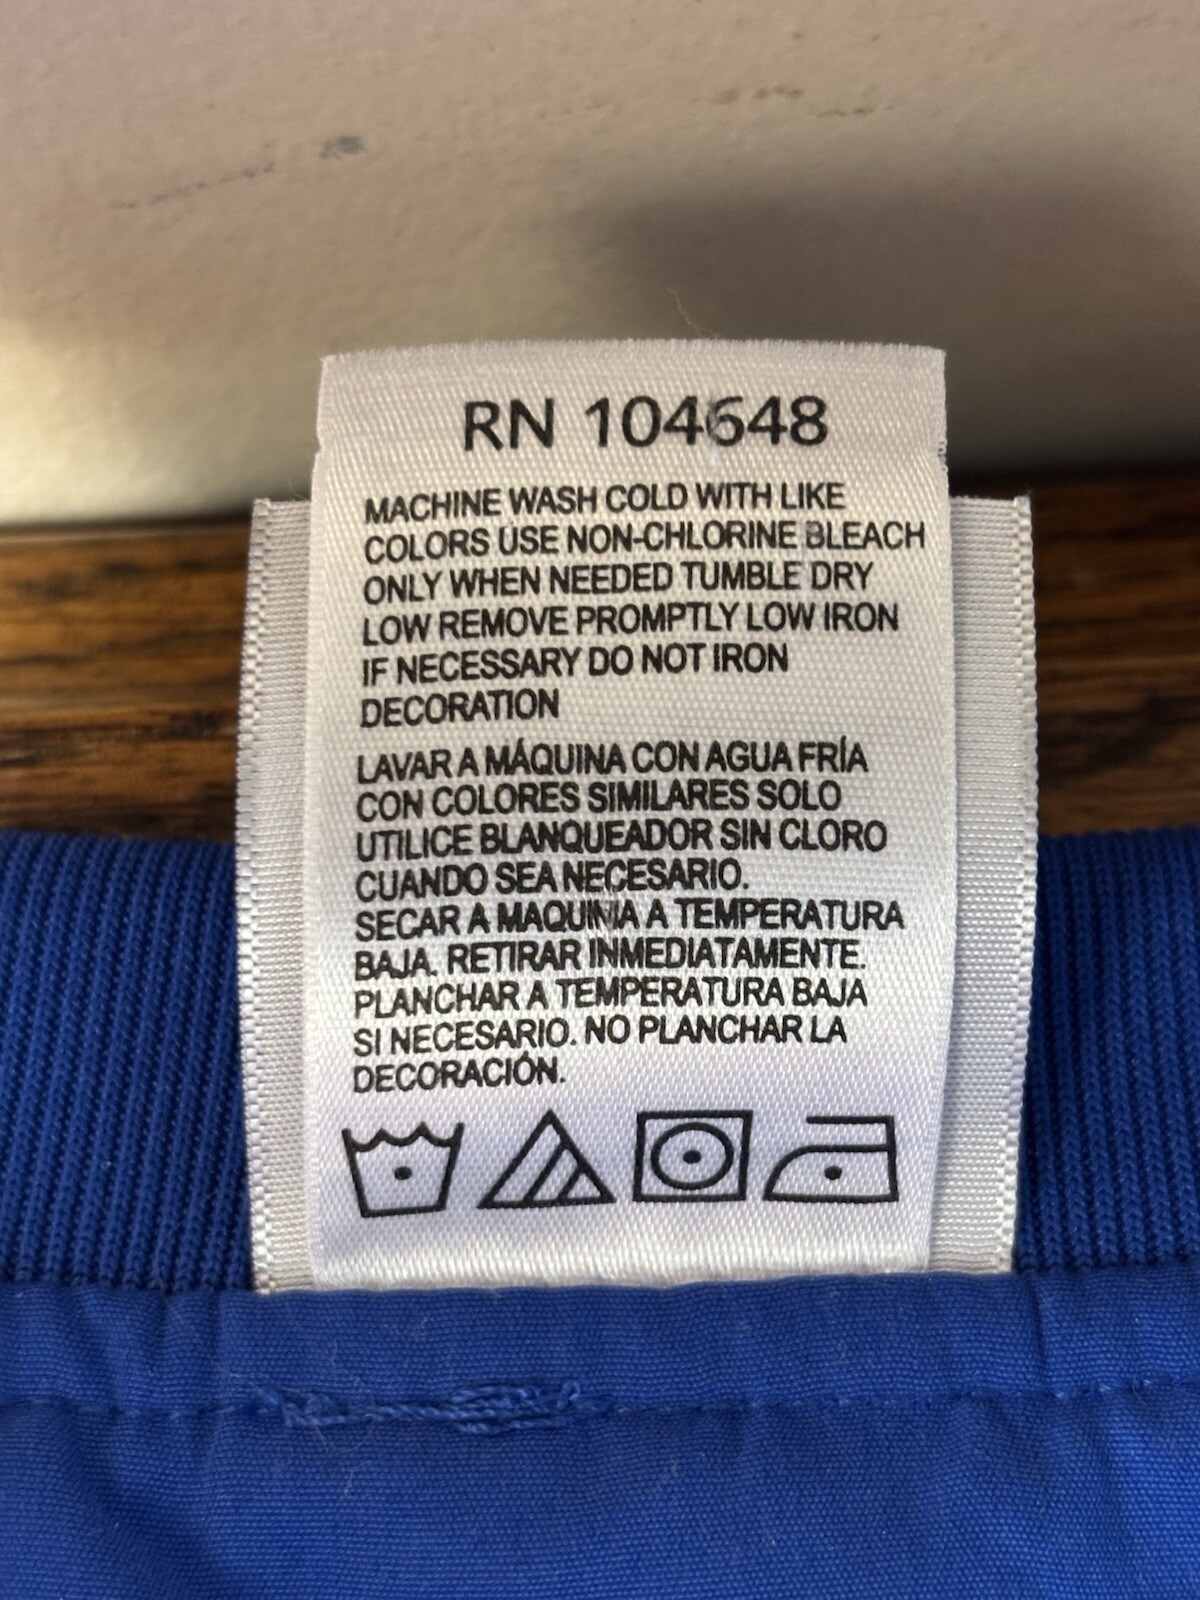 RN 104648
MACHINE WASH COLD WITH LIKE
COLORS USE NON-CHLORINE BLEACH
ONLY WHEN NEEDED TUMBLE DRY
LOW REMOVE PROMPTLY LOW IRON
IF NECESSARY DO NOT IRON
DECORATION
LAVAR A MÁQUINA CON AGUA FRÍA
CON COLORES SIMILARES SOLO
UTILICE BLANQUEADOR SIN CLORO
CUANDO SEA NECESARIO.
SECAR A MAQUINA A TEMPERATURA
BAJA. RETIRAR INMEDIATAMENTE.
PLANCHAR A TEMPERATURA BAJA
SI NECESARIO. NO PLANCHAR LA
DECORACIÓN.